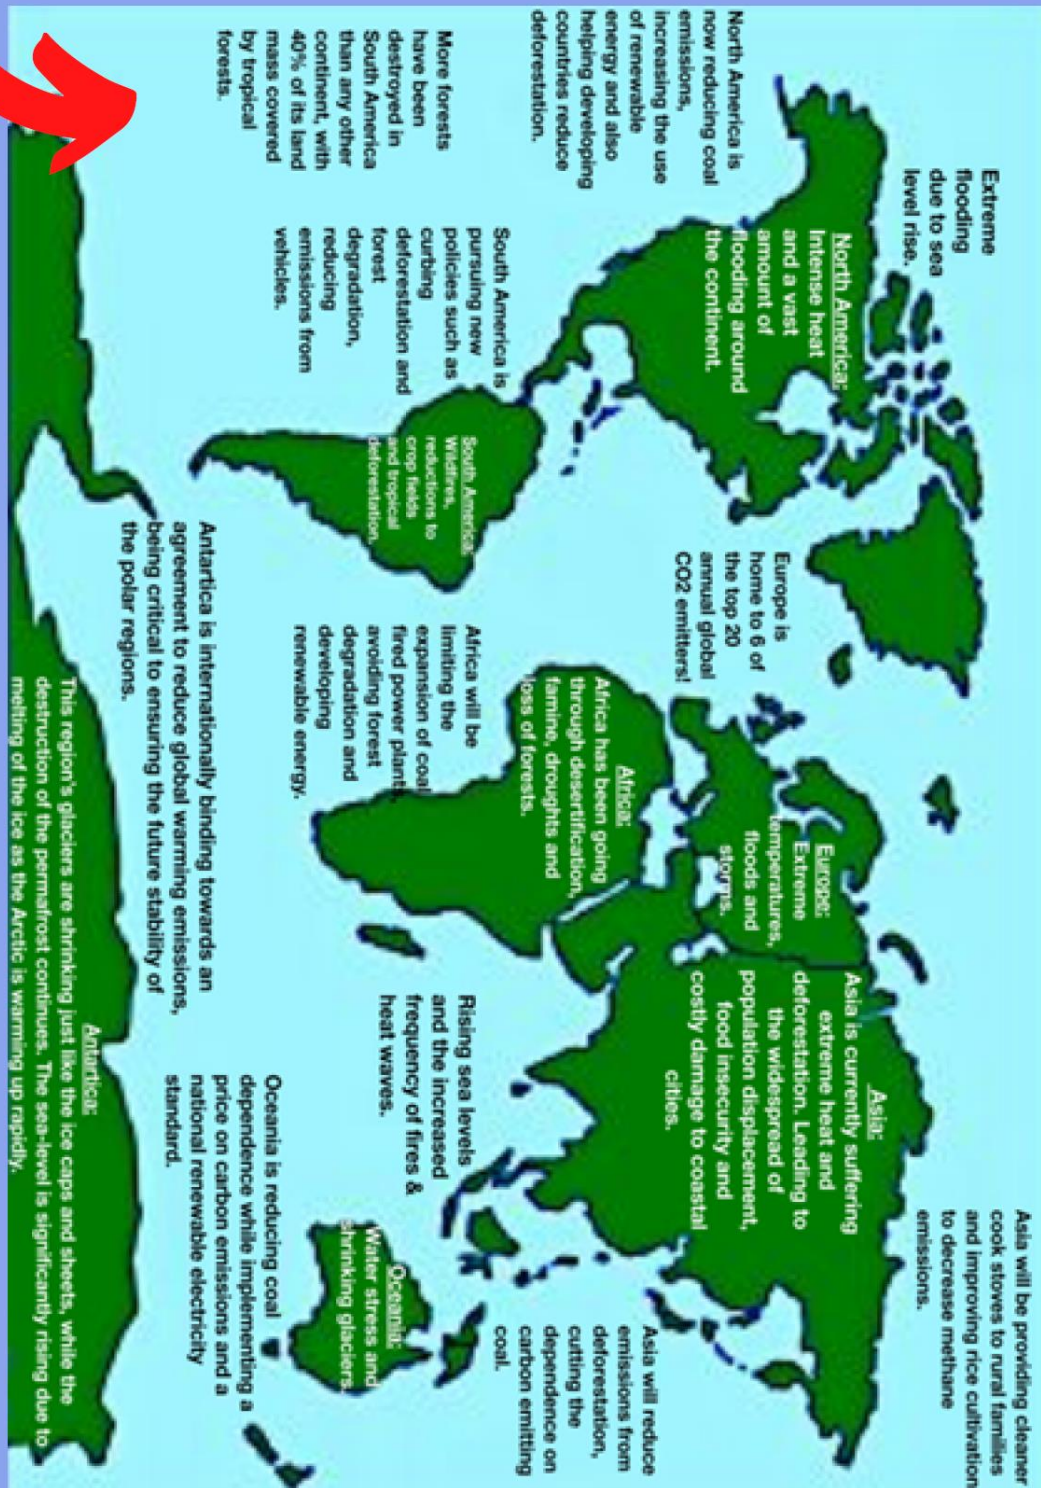 Extreme
flooding
due to sea
level rise.
North America is
now reducing coal
emissions,
increasing the use
of renewable
energy and also
helping developing
countries reduce
deforestation.
North America:
Intense heat
and a vast
amount of
flooding around
the continent.
Europe is
home to 6 of
the top 20
annual global
CO2 emitters!
Europe:
Extreme
temperatures,
floods and
storms.
Asia will be providing cleaner
cook stoves to rural families
and improving rice cultivation
to decrease methane
emissions.
Asia:
Asia is currently suffering
extreme heat and
deforestation. Leading to
the widespread of
population displacement,
food insecurity and
costly damage to coastal
cities.
Asia will reduce
emissions from
deforestation,
cutting the
dependence on
carbon emitting
coal.
More forests
have been
destroyed in
South America
than any other
continent, with
40% of its land
mass covered
by tropical
forests.
South America is
pursuing new
policies such as
curbing
deforestation and
forest
degradation,
reducing
emissions from
vehicles.
South America:
Wildfires,
reductions to
crop fields
and tropical
deforestation.
Africa:
Africa has been going
through desertification,
famine, droughts and
loss of forests.
Africa will be
limiting the
expansion of coal
fired power plants,
avoiding forest
degradation and
developing
renewable energy.
Rising sea levels
and the increased
frequency of fires &
heat waves.
Oceania:
Water stress and
shrinking glaciers.
Oceania is reducing coal
dependence while implementing a
price on carbon emissions and a
national renewable electricity
standard.
Antartica is internationally binding towards an
agreement to reduce global warming emissions,
being critical to ensuring the future stability of
the polar regions.
Antartica:
This region's glaciers are shrinking just like the ice caps and sheets, while the
destruction of the permafrost continues. The sea-level is significantly rising due to
melting of the ice as the Arctic is warming up rapidly.